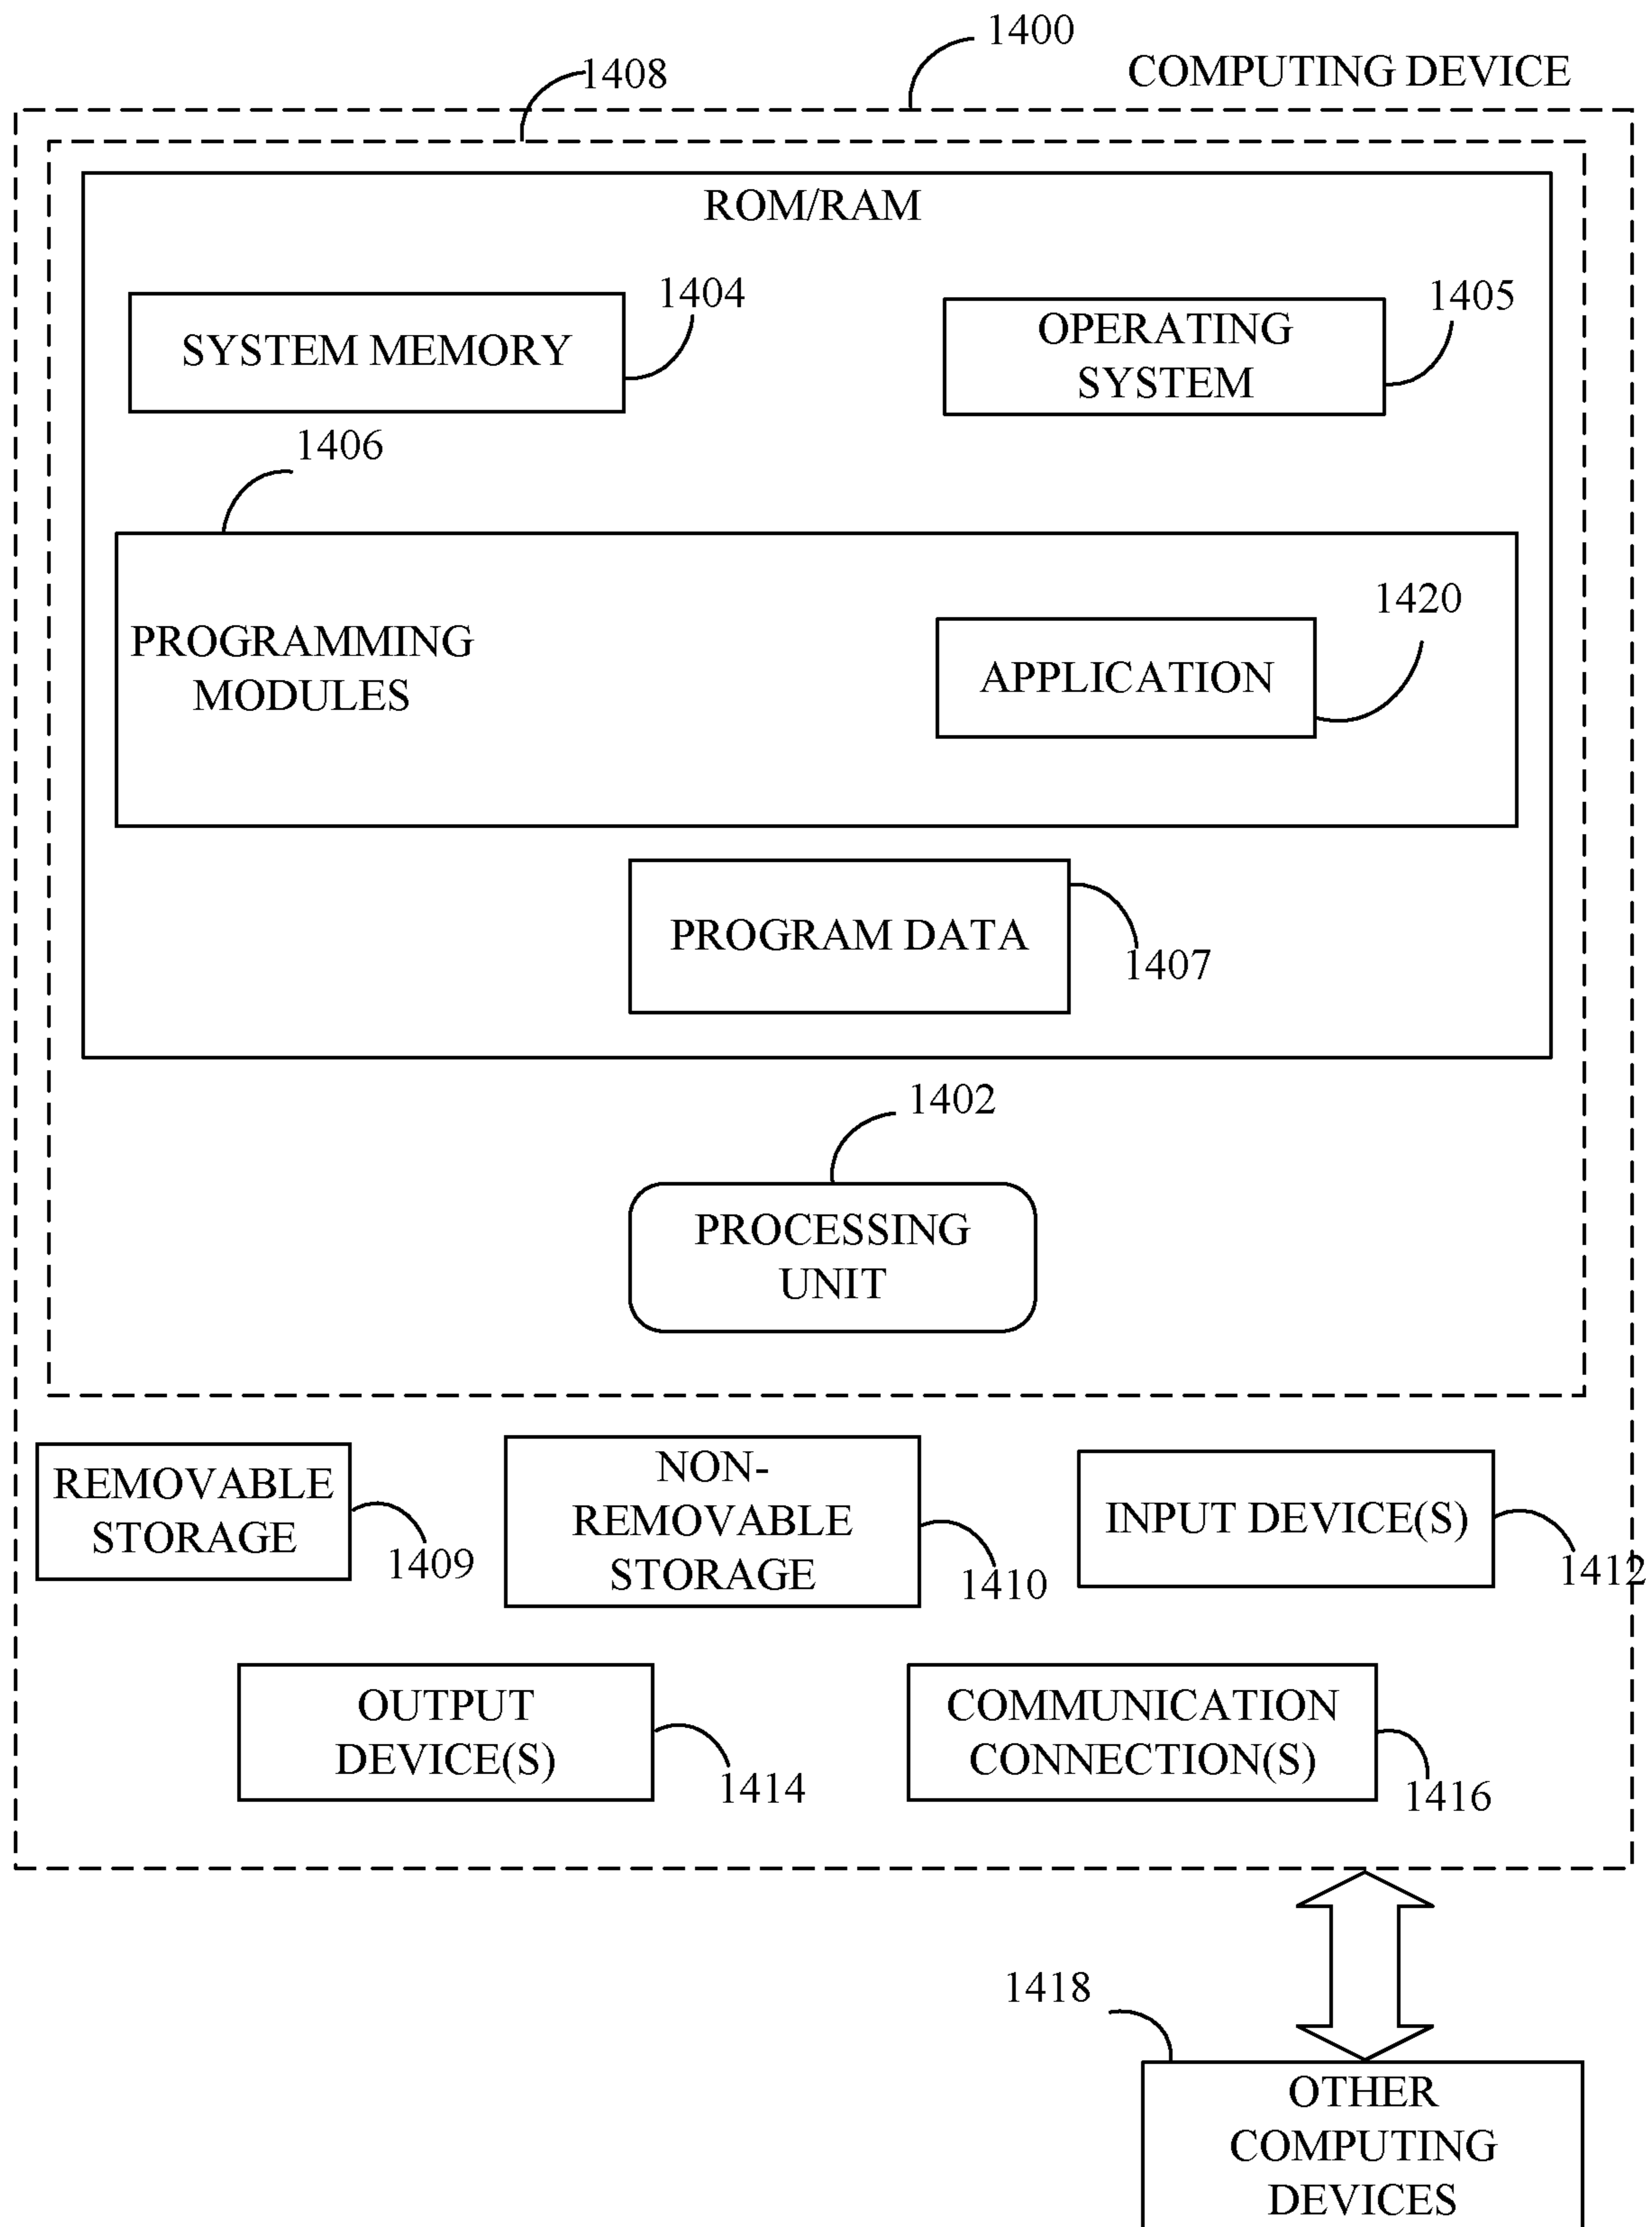 1400
COMPUTING DEVICE
1408
ROM/RAM
1404
SYSTEM MEMORY
1405
OPERATING
SYSTEM
1406
PROGRAMMING
MODULES
1420
APPLICATION
PROGRAM DATA
1407
1402
PROCESSING
UNIT
REMOVABLE
STORAGE
1409
NON-
REMOVABLE
STORAGE
1410
INPUT DEVICE(S)
1412
OUTPUT
DEVICE(S)
1414
COMMUNICATION
CONNECTION(S)
1416
1418
OTHER
COMPUTING
DEVICES